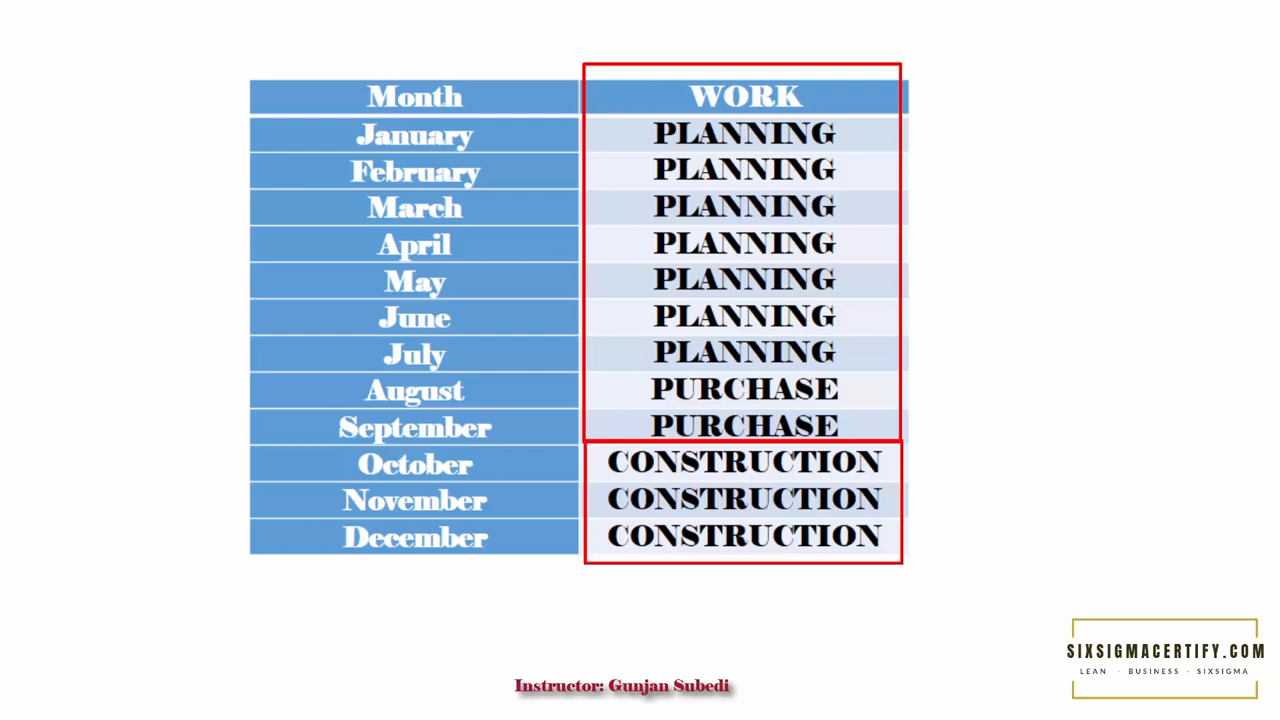 Month WORK
January PLANNING
February PLANNING
March PLANNING
April PLANNING
May PLANNING
June PLANNING
July PLANNING
August PURCHASE
September PURCHASE
October CONSTRUCTION
November CONSTRUCTION
December CONSTRUCTION
SIXSIGMACERTIFY.COM
LEAN · BUSINESS · SIXSIGMA
Instructor: Gunjan Subedi